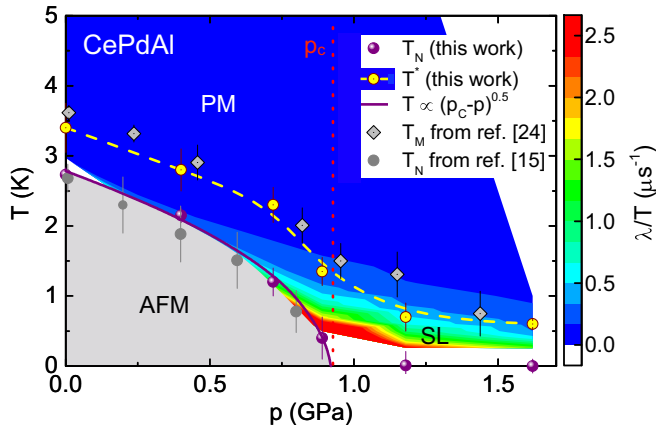 CePdAl
p_C
T_N (this work)
T^* (this work)
T ∝ (p_C-p)^0.5
T_M from ref. [24]
T_N from ref. [15]
PM
AFM
SL
T (K)
5
4
3
2
1
0
0.0 0.5 1.0 1.5
p (GPa)
2.5
2.0
1.5
1.0
0.5
0.0
λ/T (μs⁻¹)